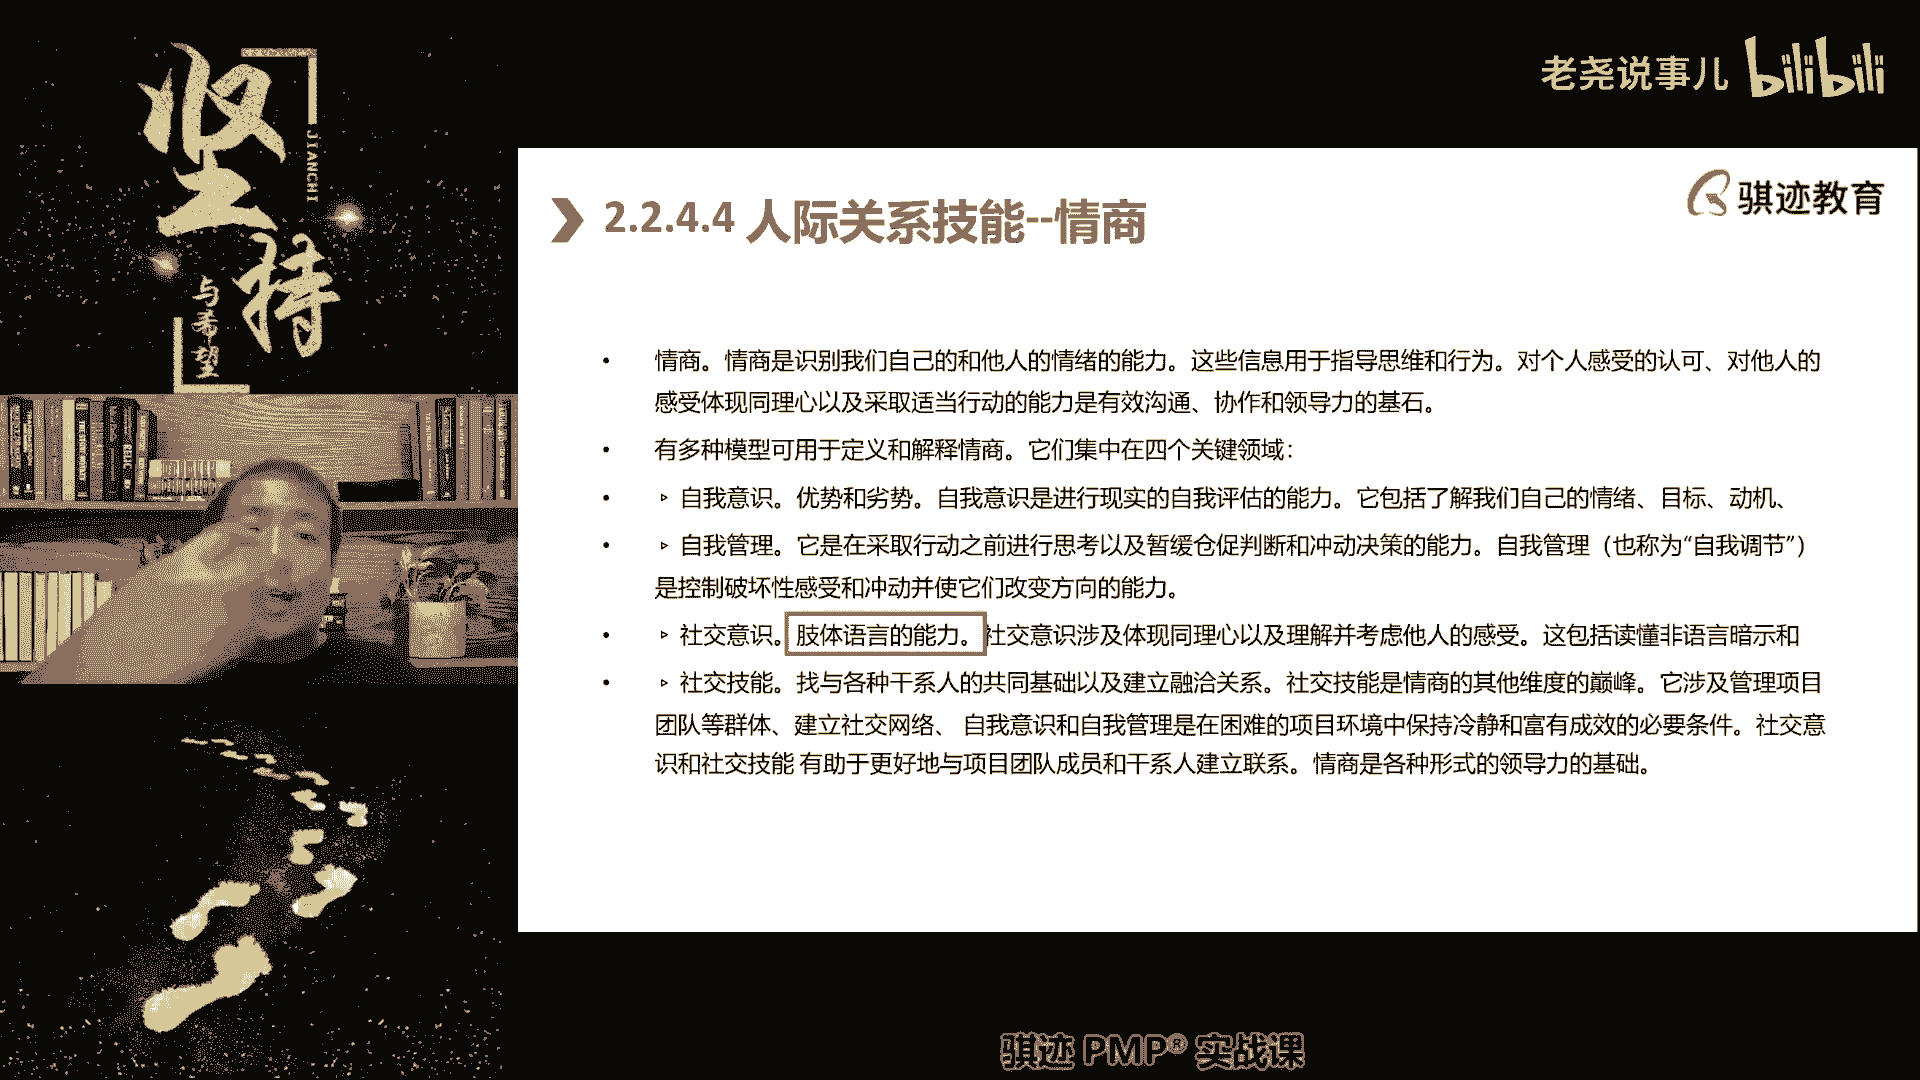 坚持
JIANCHI
与希望
老尧说事儿 bilibili
骐迹教育
2.2.4.4 人际关系技能--情商
• 情商。情商是识别我们自己的和他人的情绪的能力。这些信息用于指导思维和行为。对个人感受的认可、对他人的
感受体现同理心以及采取适当行动的能力是有效沟通、协作和领导力的基石。
• 有多种模型可用于定义和解释情商。它们集中在四个关键领域：
• ▹ 自我意识。优势和劣势。自我意识是进行现实的自我评估的能力。它包括了解我们自己的情绪、目标、动机、
• ▹ 自我管理。它是在采取行动之前进行思考以及暂缓仓促判断和冲动决策的能力。自我管理（也称为“自我调节”）
是控制破坏性感受和冲动并使它们改变方向的能力。
• ▹ 社交意识。肢体语言的能力。社交意识涉及体现同理心以及理解并考虑他人的感受。这包括读懂非语言暗示和
• ▹ 社交技能。找与各种干系人的共同基础以及建立融洽关系。社交技能是情商的其他维度的巅峰。它涉及管理项目
团队等群体、建立社交网络、 自我意识和自我管理是在困难的项目环境中保持冷静和富有成效的必要条件。社交意
识和社交技能 有助于更好地与项目团队成员和干系人建立联系。情商是各种形式的领导力的基础。
骐迹 PMP® 实战课